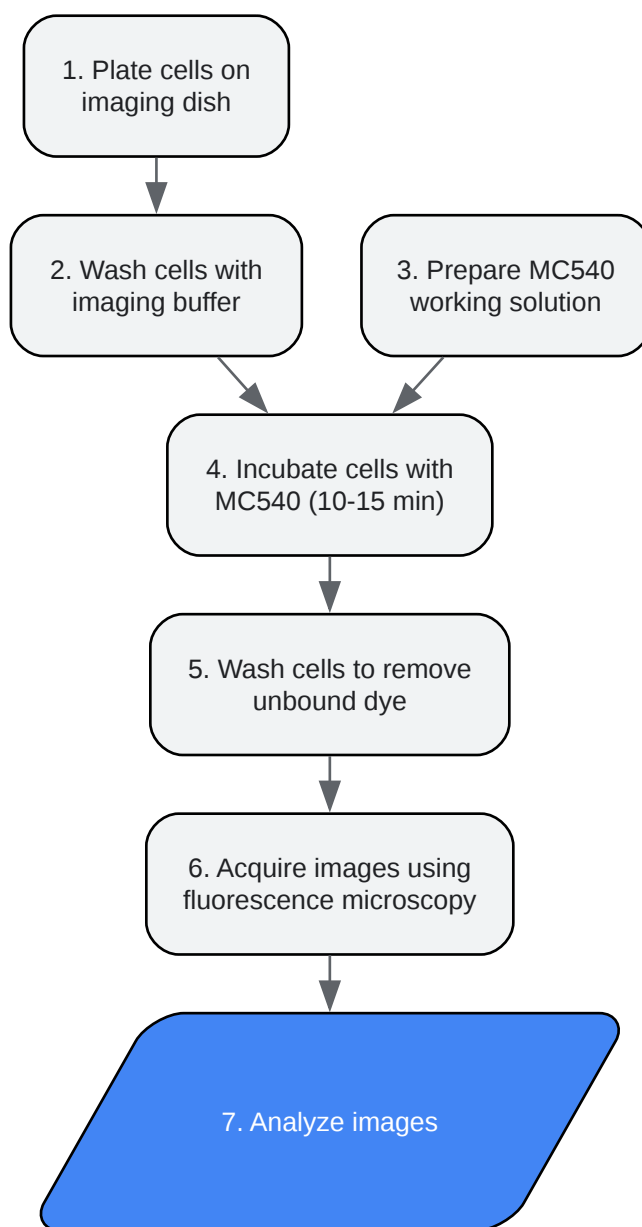 1. Plate cells on
imaging dish
2. Wash cells with
imaging buffer
3. Prepare MC540
working solution
4. Incubate cells with
MC540 (10-15 min)
5. Wash cells to remove
unbound dye
6. Acquire images using
fluorescence microscopy
7. Analyze images